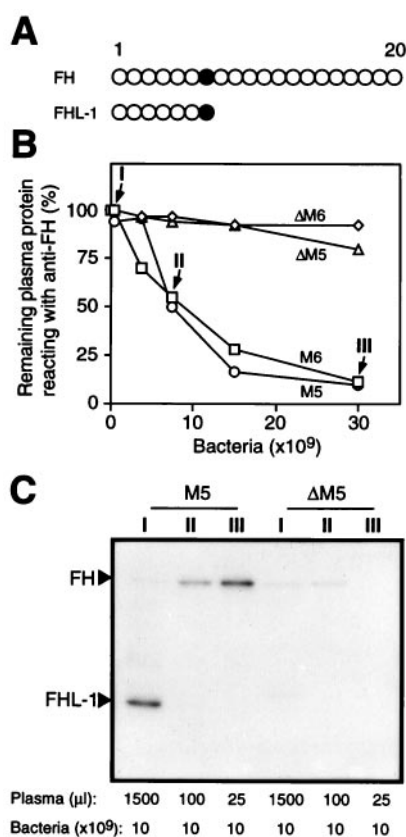 A
1 20
FH
FHL-1
B
Remaining plasma protein
reacting with anti-FH (%)
100
75
50
25
0
I
II
III
ΔM6
ΔM5
M6
M5
0 10 20 30
Bacteria (x10⁹)
C
M5 ΔM5
I II III I II III
FH
FHL-1
Plasma (µl): 1500 100 25 1500 100 25
Bacteria (x10⁹): 10 10 10 10 10 10